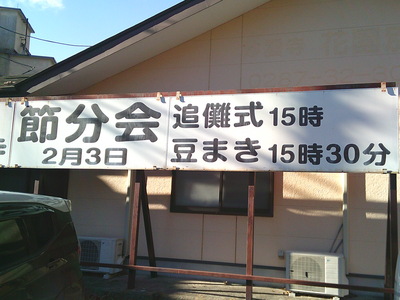 節分会
2月3日
追儺式 15時
豆まき 15時30分